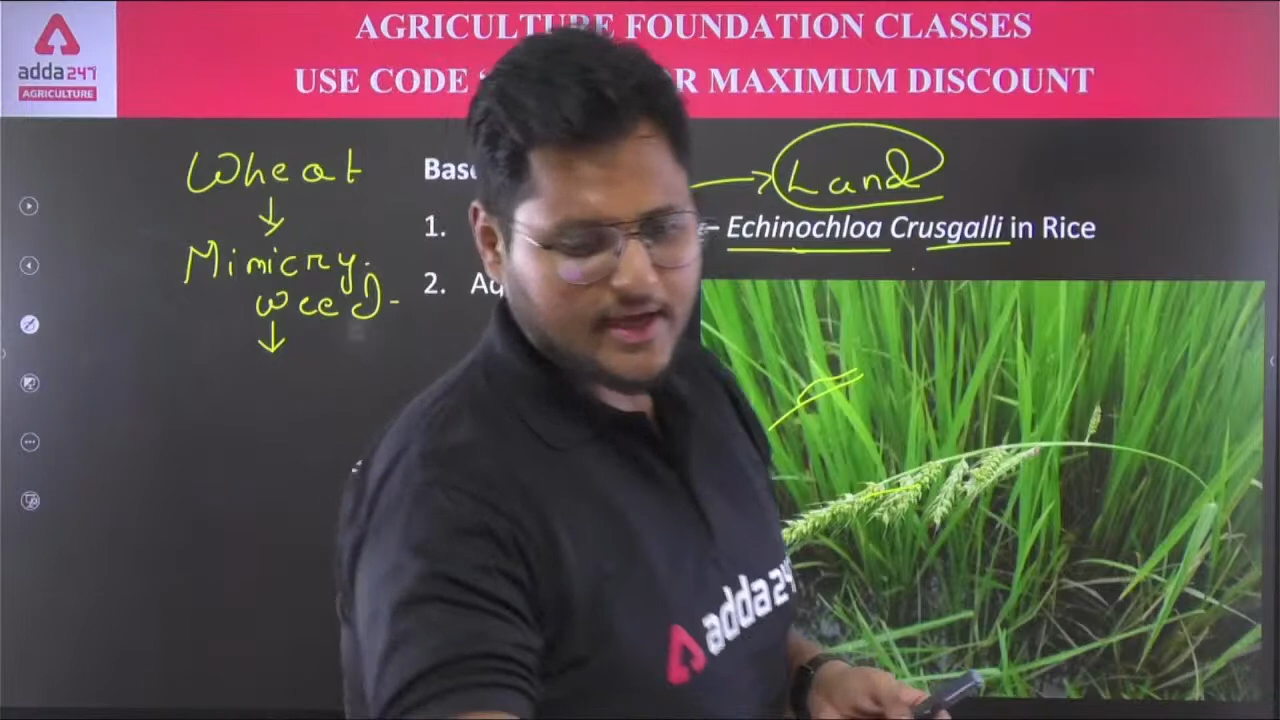 AGRICULTURE FOUNDATION CLASSES
USE CODE R MAXIMUM DISCOUNT
adda247
AGRICULTURE
Wheat
Mimicry
weed-
Land
1. – Echinochloa Crusgalli in Rice
2.
adda24